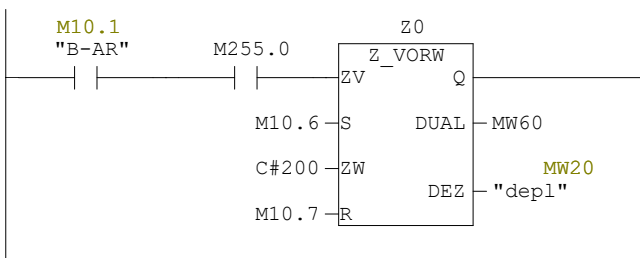 M10.1 Z0
"B-AR" M255.0 Z_VORW
ZV Q
M10.6 S DUAL MW60
C#200 ZW MW20
DEZ "depl"
M10.7 R